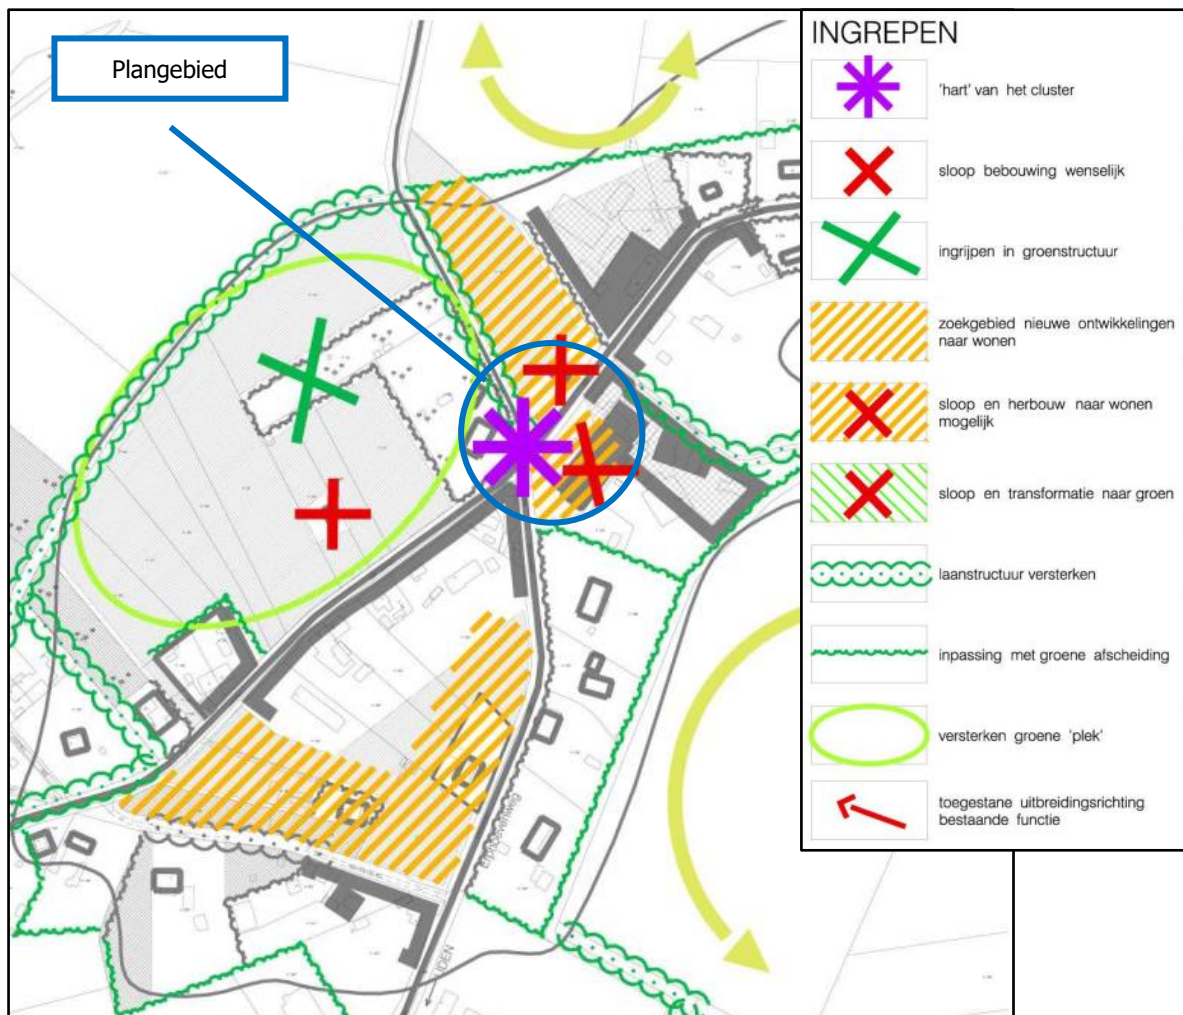 Plangebied
INGREPEN
'hart' van het cluster
sloop bebouwing wenselijk
ingrijpen in groenstructuur
zoekgebied nieuwe ontwikkelingen
naar wonen
sloop en herbouw naar wonen
mogelijk
sloop en transformatie naar groen
laanstructuur versterken
inpassing met groene afscheiding
versterken groene 'plek'
toegestane uitbreidingsrichting
bestaande functie
UDEN